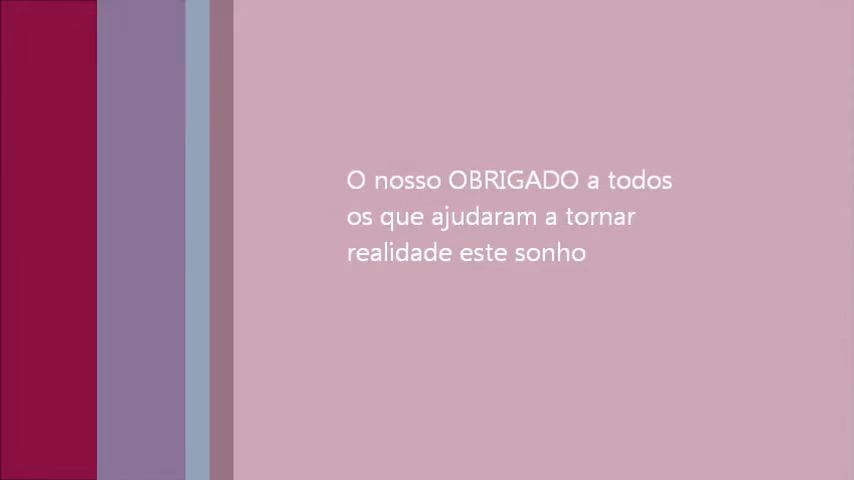 O nosso OBRIGADO a todos
os que ajudaram a tornar
realidade este sonho